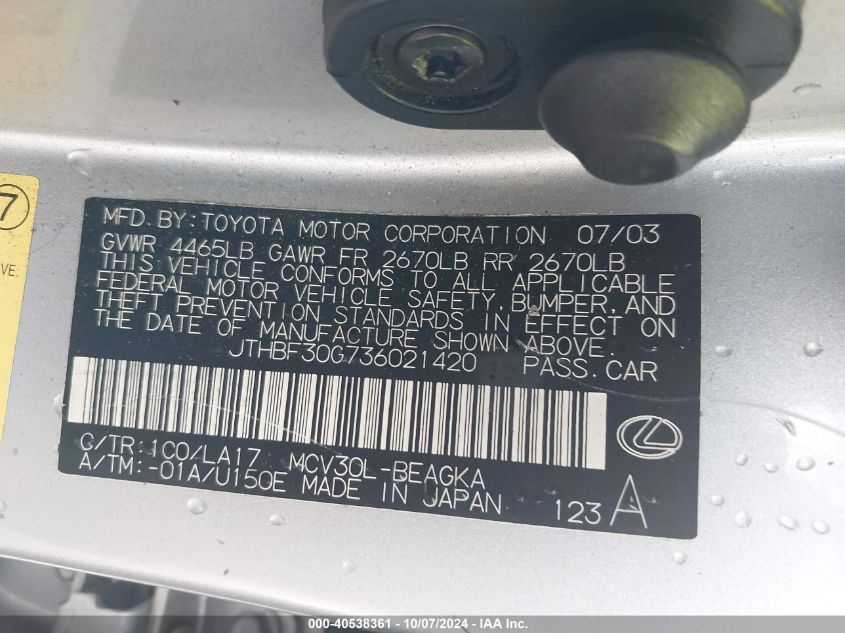 7
VE:
MFD BY: TOYOTA MOTOR CORPORATION 07/03
GVWR 4465LB GAWR FR 2670LB RR 2670LB
THIS VEHICLE CONFORMS TO ALL APPLICABLE
FEDERAL MOTOR VEHICLE SAFETY, BUMPER, AND
THEFT PREVENTION STANDARDS IN EFFECT ON
THE DATE OF MANUFACTURE SHOWN ABOVE.
JTHBF30G736021420 PASS.CAR
C/TR:1C0/LA17 MCV30L-BEAGKA
A/TM:-01A/U150E MADE IN JAPAN 123 A
000-40538361 - 10/07/2024 - IAA Inc.